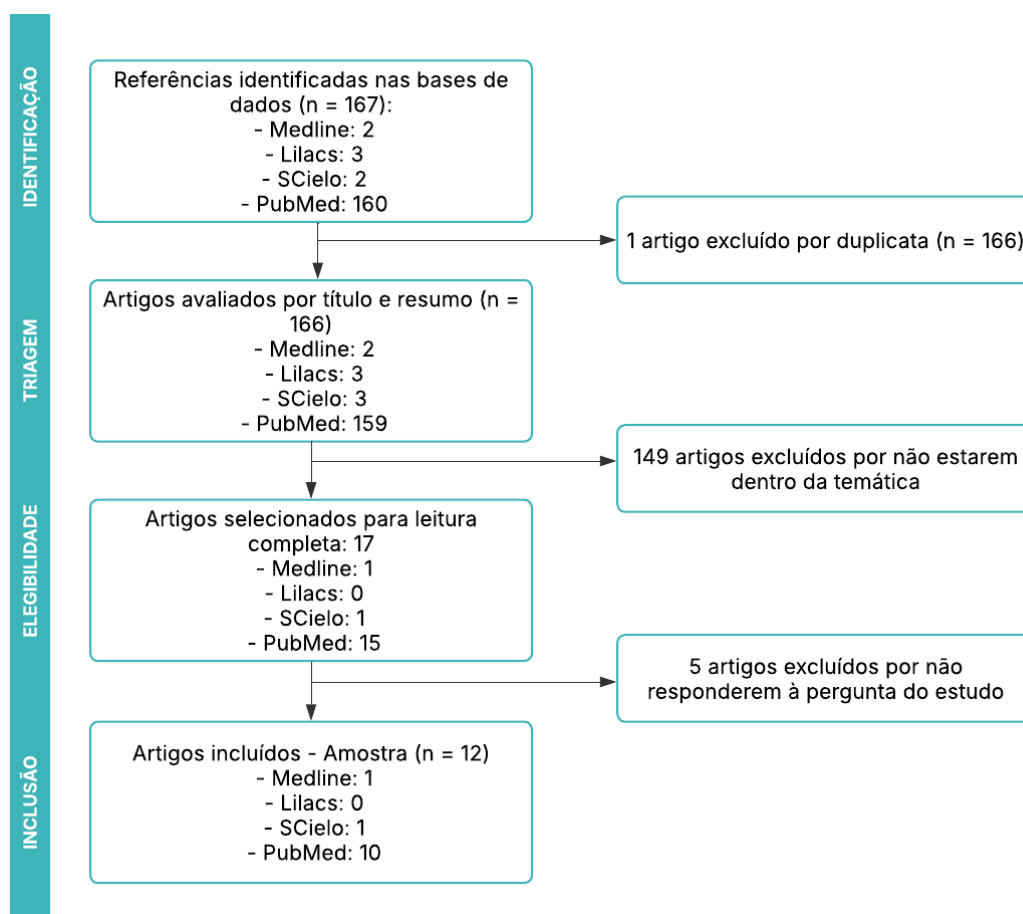 IDENTIFICAÇÃO
Referências identificadas nas bases de
dados (n = 167):
- Medline: 2
- Lilacs: 3
- SCielo: 2
- PubMed: 160
1 artigo excluído por duplicata (n = 166)
TRIAGEM
Artigos avaliados por título e resumo (n =
166)
- Medline: 2
- Lilacs: 3
- SCielo: 3
- PubMed: 159
149 artigos excluídos por não estarem
dentro da temática
ELEGIBILIDADE
Artigos selecionados para leitura
completa: 17
- Medline: 1
- Lilacs: 0
- SCielo: 1
- PubMed: 15
5 artigos excluídos por não
responderem à pergunta do estudo
INCLUSÃO
Artigos incluídos - Amostra (n = 12)
- Medline: 1
- Lilacs: 0
- SCielo: 1
- PubMed: 10